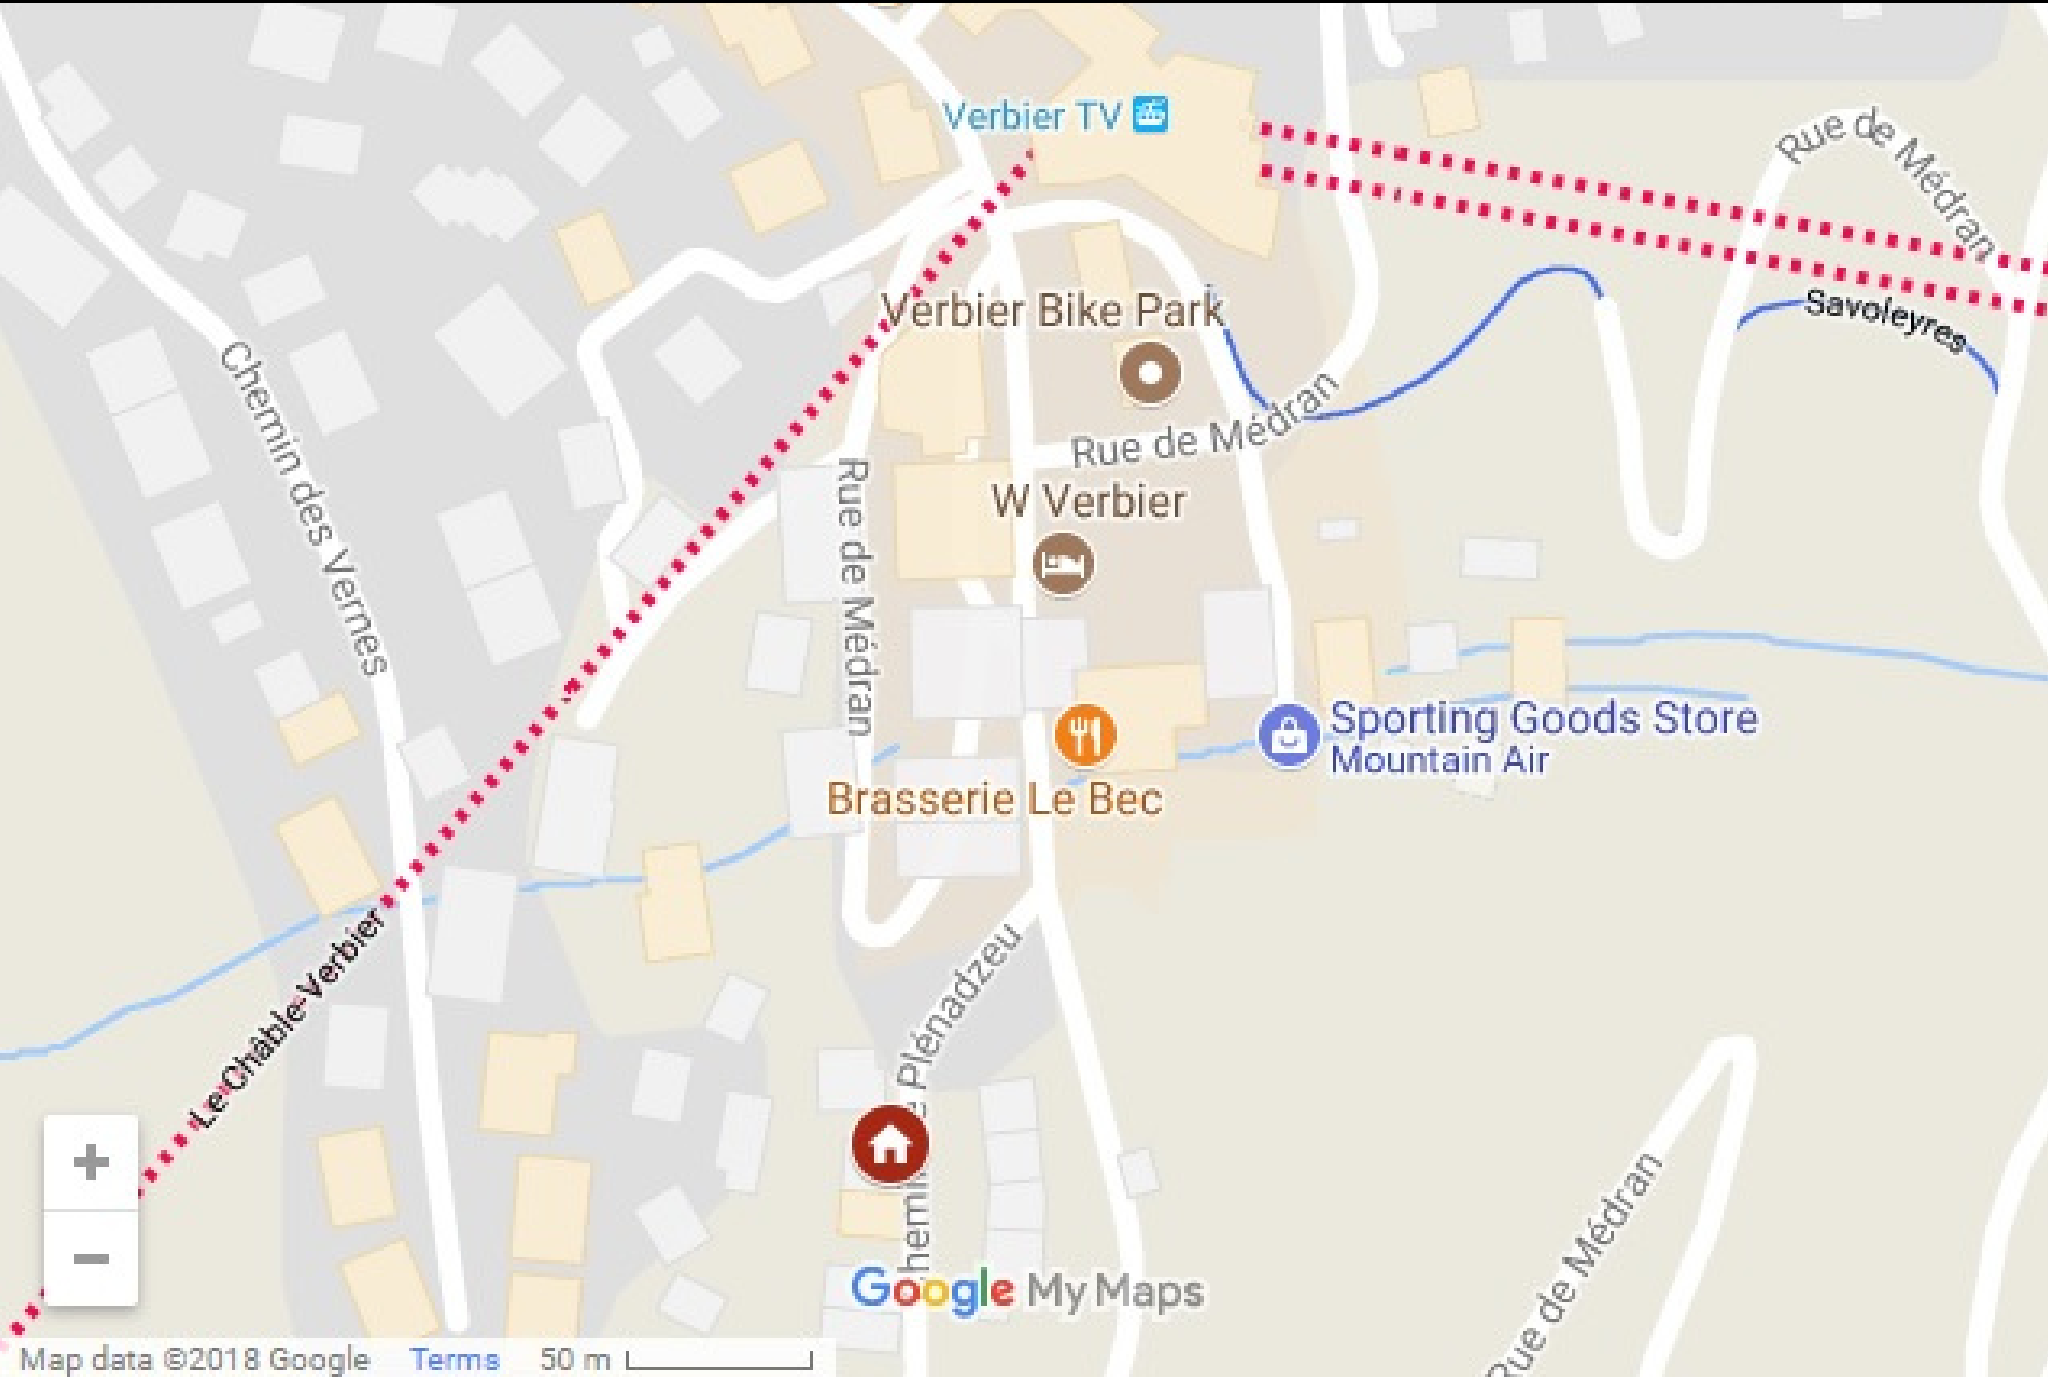 Verbier TV
Rue de Médran
Savoleyres
Verbier Bike Park
Chemin des Vernes
Rue de Médran
W Verbier
Rue de Médran
Sporting Goods Store
Mountain Air
Brasserie Le Bec
Le Châble-Verbier
Plénadzeu
Rue de Médran
Google My Maps
Map data ©2018 Google Terms 50 m
+
−